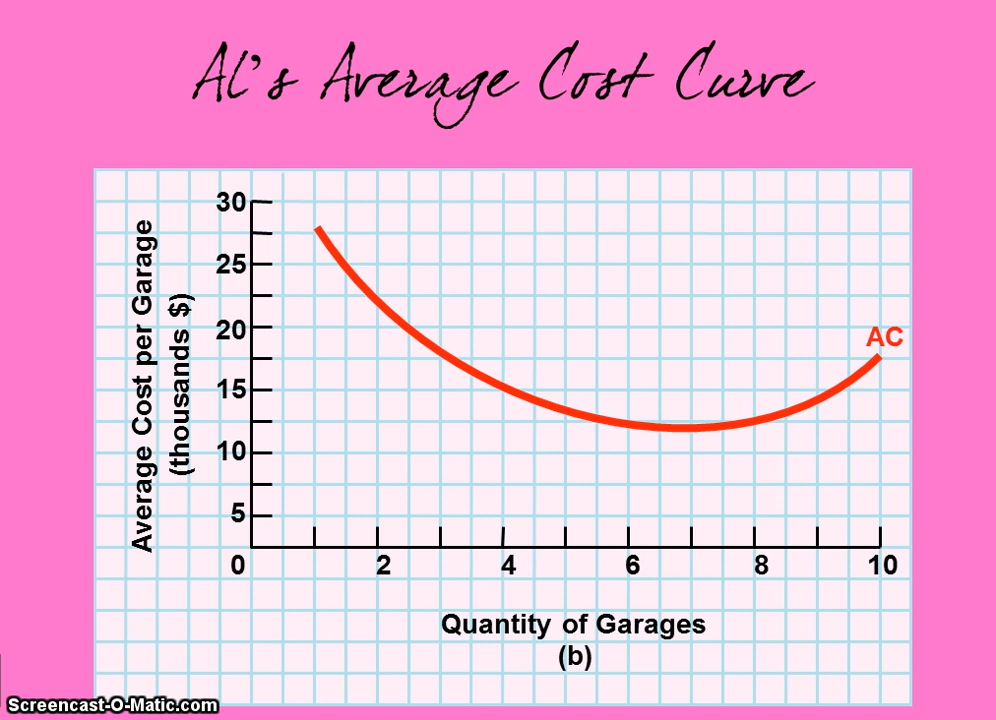 Al's Average Cost Curve
Average Cost per Garage
(thousands $)
30
25
20
15
10
5
0
2
4
6
8
10
AC
Quantity of Garages
(b)
Screencast-O-Matic.com